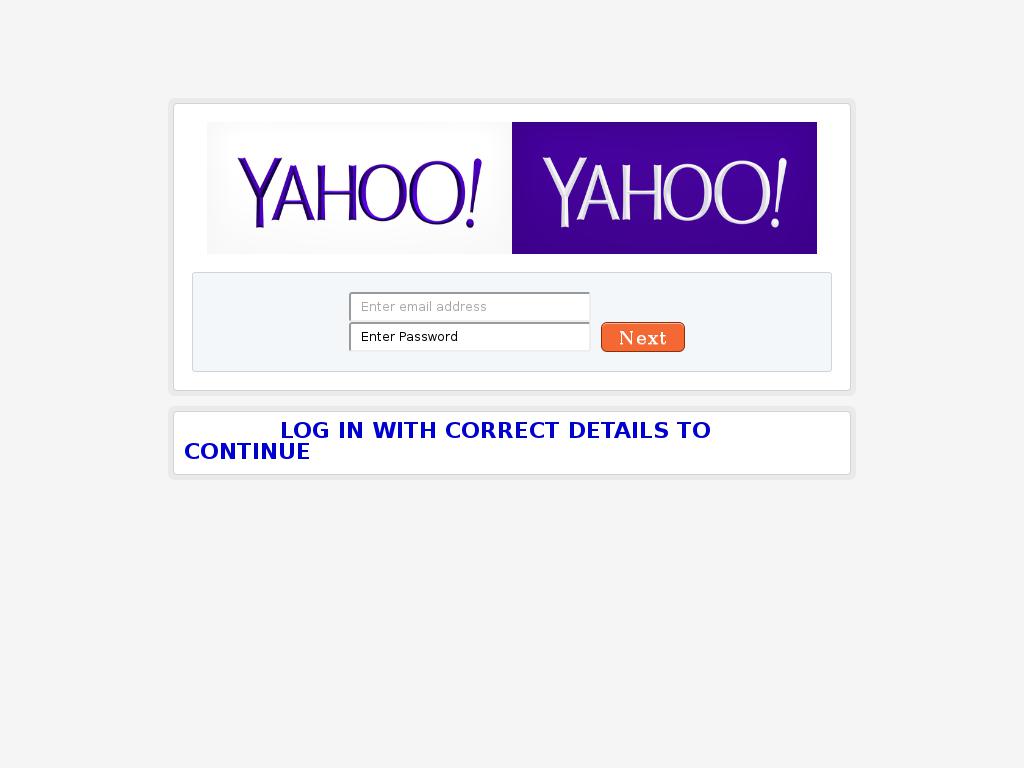 YAHOO! YAHOO!
Enter email address
Enter Password Next
LOG IN WITH CORRECT DETAILS TO
CONTINUE